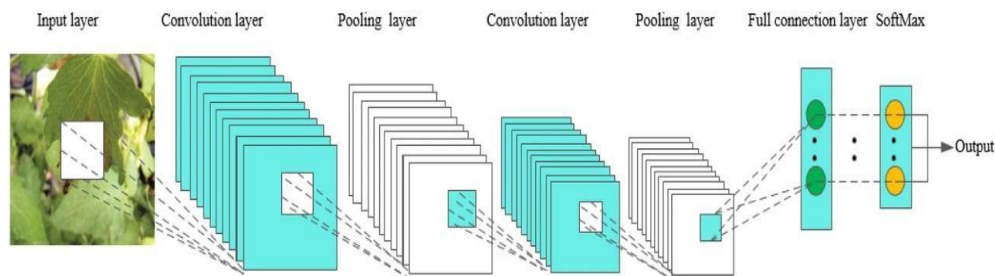 Input layer
Convolution layer
Pooling layer
Convolution layer
Pooling layer
Full connection layer
SoftMax
Output